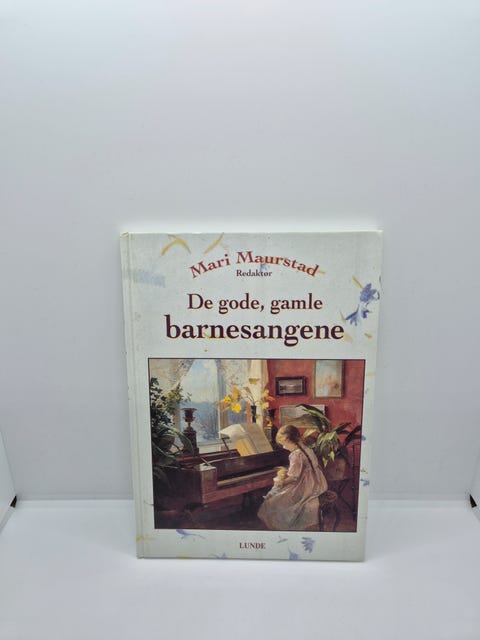 Mari Maurstad
Redaktør
De gode, gamle
barnesangene
LUNDE